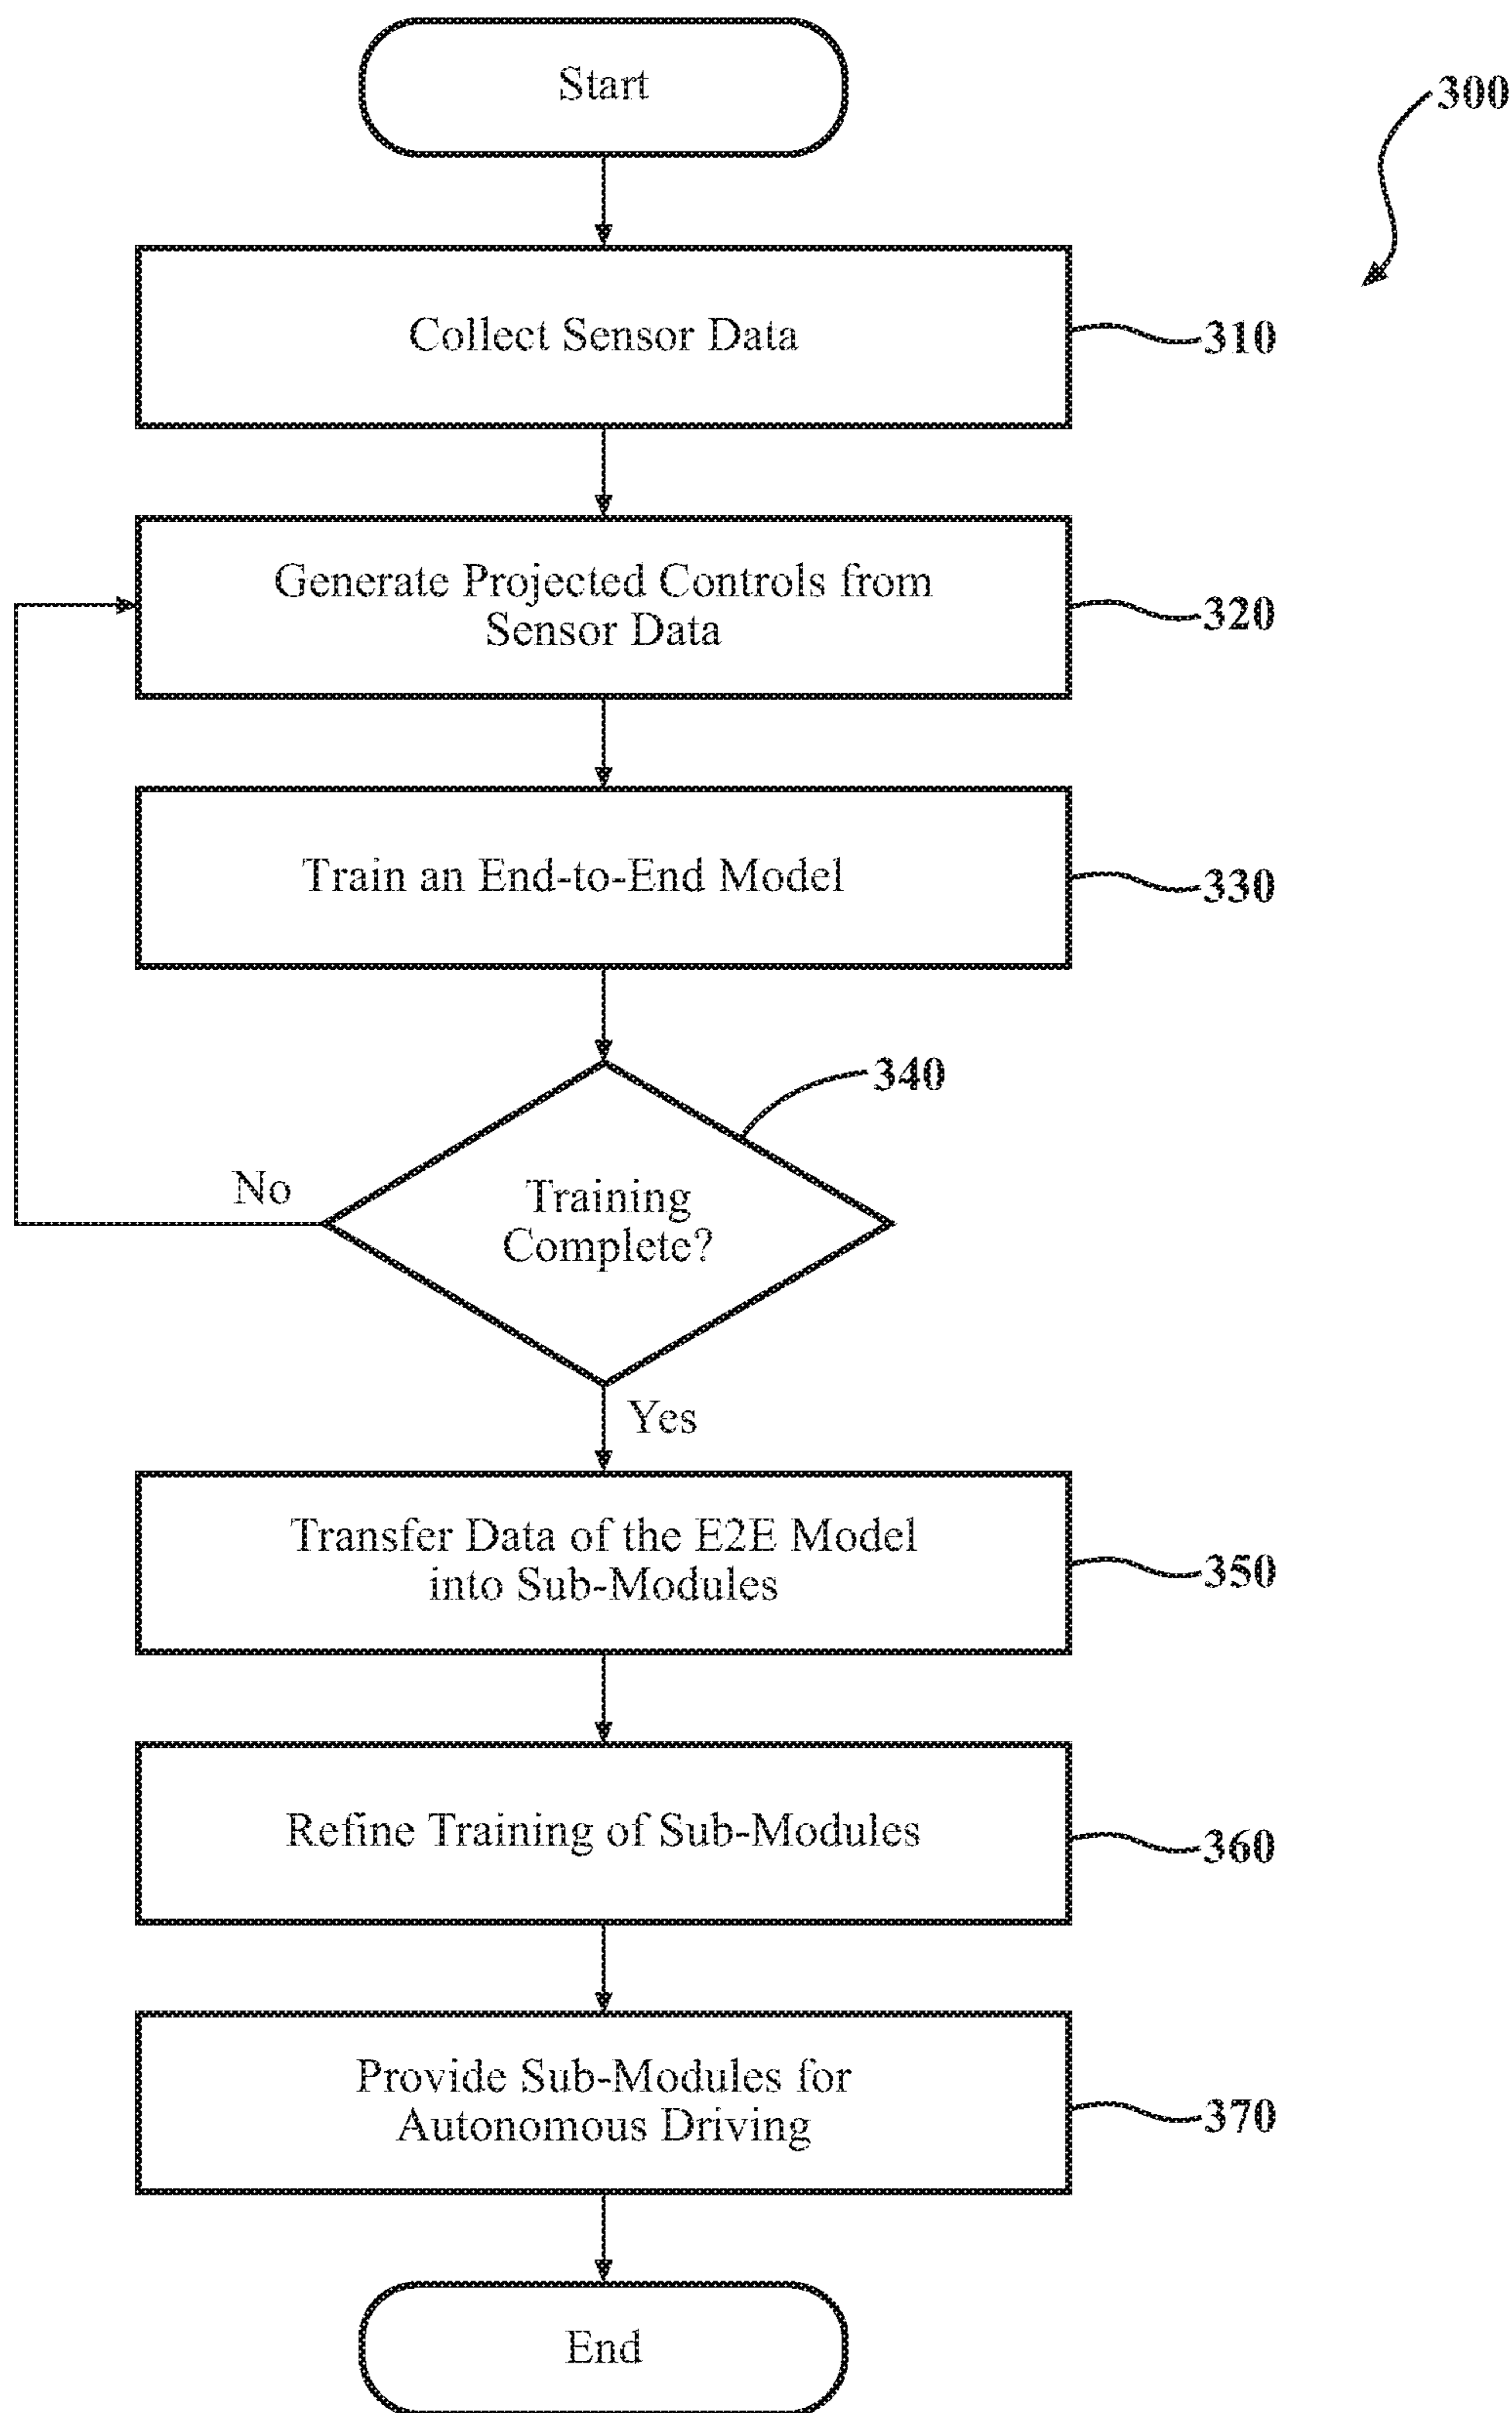 Start
300
Collect Sensor Data
310
Generate Projected Controls from
Sensor Data
320
Train an End-to-End Model
330
340
Training
Complete?
No
Yes
Transfer Data of the E2E Model
into Sub-Modules
350
Refine Training of Sub-Modules
360
Provide Sub-Modules for
Autonomous Driving
370
End